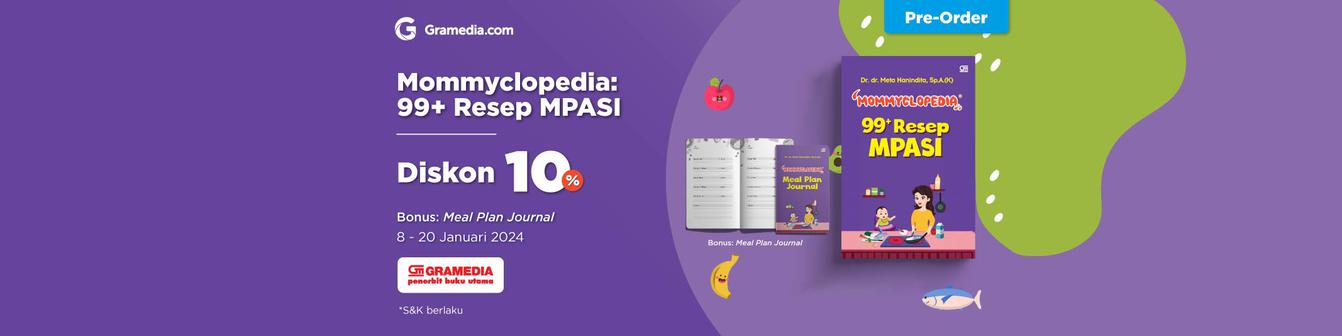 Gramedia.com
Mommyclopedia:
99+ Resep MPASI
Diskon 10%
Bonus: Meal Plan Journal
8 - 20 Januari 2024
GRAMEDIA
penerbit buku utama
*S&K berlaku
Pre-Order
Dr. dr. Meta Hanindita, Sp.A.(K)
MOMMYCLOPEDIA
99+ Resep
MPASI
MOMMYCLOPEDIA
Meal Plan
Journal
Bonus: Meal Plan Journal